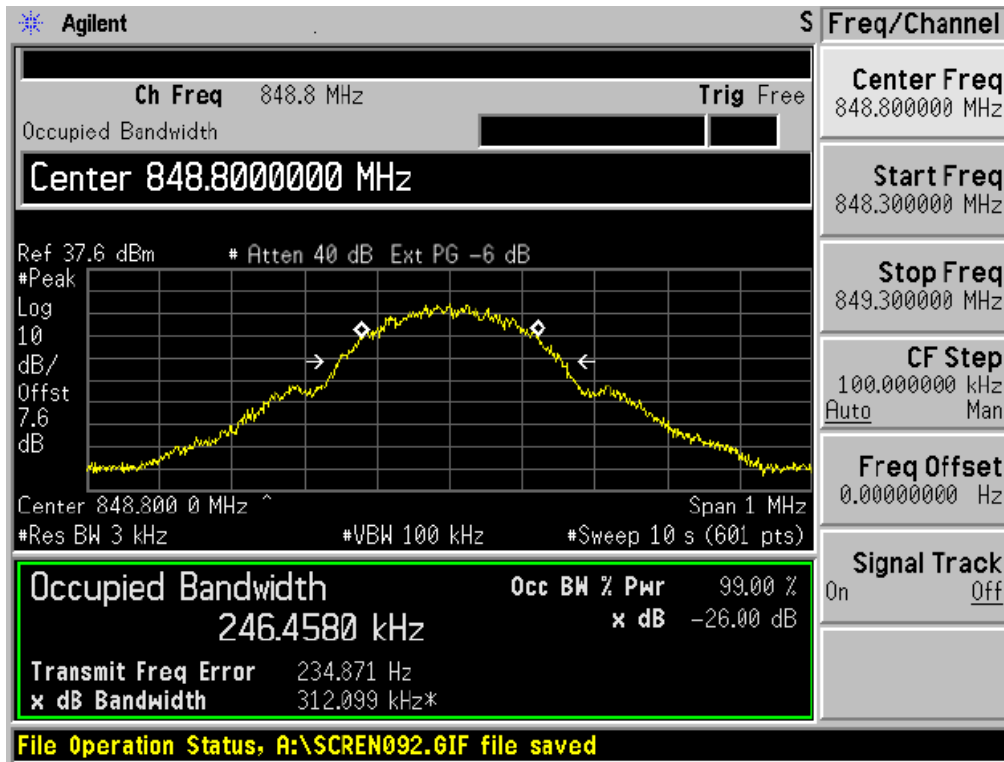 Agilent S
Freq/Channel
Ch Freq 848.8 MHz Trig Free
Occupied Bandwidth
Center 848.8000000 MHz
Ref 37.6 dBm # Atten 40 dB Ext PG -6 dB
#Peak
Log
10
dB/
Offst
7.6
dB
Center 848.800 0 MHz ^ Span 1 MHz
#Res BW 3 kHz #VBW 100 kHz #Sweep 10 s (601 pts)
Occupied Bandwidth Occ BW % Pwr 99.00 %
246.4580 kHz x dB -26.00 dB
Transmit Freq Error 234.871 Hz
x dB Bandwidth 312.099 kHz*
File Operation Status, A:\SCREN092.GIF file saved
Center Freq
848.800000 MHz
Start Freq
848.300000 MHz
Stop Freq
849.300000 MHz
CF Step
100.000000 kHz
Auto Man
Freq Offset
0.00000000 Hz
Signal Track
On Off